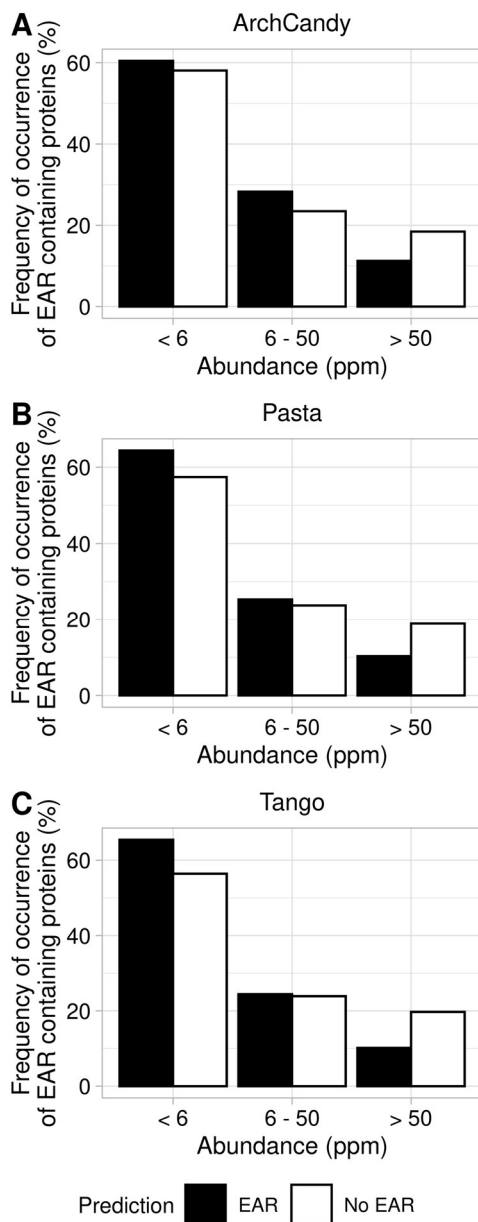 A
ArchCandy
Frequency of occurrence
of EAR containing proteins (%)
60
40
20
0
< 6
6 - 50
> 50
Abundance (ppm)
B
Pasta
Frequency of occurrence
of EAR containing proteins (%)
60
40
20
0
< 6
6 - 50
> 50
Abundance (ppm)
C
Tango
Frequency of occurrence
of EAR containing proteins (%)
60
40
20
0
< 6
6 - 50
> 50
Abundance (ppm)
Prediction EAR No EAR